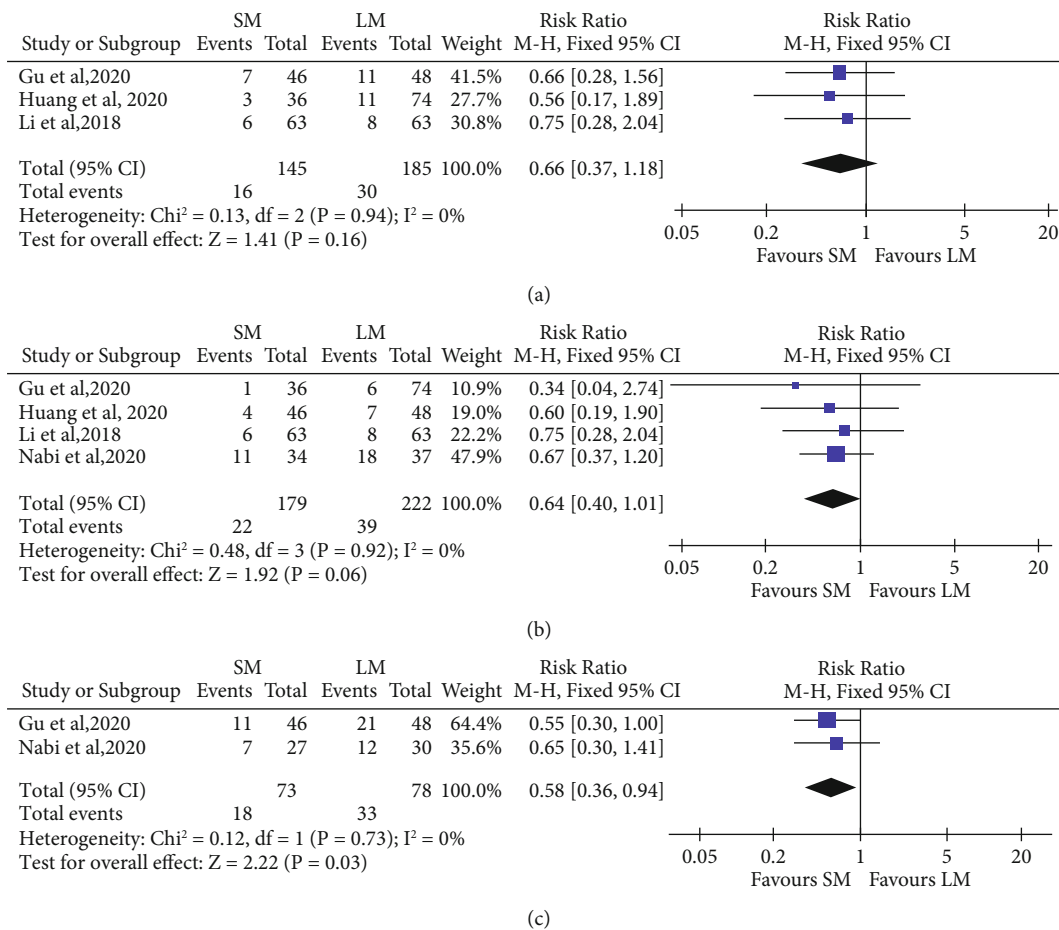 SM LM Risk Ratio Risk Ratio
Study or Subgroup Events Total Events Total Weight M-H, Fixed 95% CI M-H, Fixed 95% CI
Gu et al,2020 7 46 11 48 41.5% 0.66 [0.28, 1.56]
Huang et al, 2020 3 36 11 74 27.7% 0.56 [0.17, 1.89]
Li et al,2018 6 63 8 63 30.8% 0.75 [0.28, 2.04]
Total (95% CI) 145 185 100.0% 0.66 [0.37, 1.18]
Total events 16 30
Heterogeneity: Chi² = 0.13, df = 2 (P = 0.94); I² = 0%
Test for overall effect: Z = 1.41 (P = 0.16)
0.05 0.2 1 5 20
Favours SM Favours LM
(a)
SM LM Risk Ratio Risk Ratio
Study or Subgroup Events Total Events Total Weight M-H, Fixed 95% CI M-H, Fixed 95% CI
Gu et al,2020 1 36 6 74 10.9% 0.34 [0.04, 2.74]
Huang et al, 2020 4 46 7 48 19.0% 0.60 [0.19, 1.90]
Li et al,2018 6 63 8 63 22.2% 0.75 [0.28, 2.04]
Nabi et al,2020 11 34 18 37 47.9% 0.67 [0.37, 1.20]
Total (95% CI) 179 222 100.0% 0.64 [0.40, 1.01]
Total events 22 39
Heterogeneity: Chi² = 0.48, df = 3 (P = 0.92); I² = 0%
Test for overall effect: Z = 1.92 (P = 0.06)
0.05 0.2 1 5 20
Favours SM Favours LM
(b)
SM LM Risk Ratio Risk Ratio
Study or Subgroup Events Total Events Total Weight M-H, Fixed 95% CI M-H, Fixed 95% CI
Gu et al,2020 11 46 21 48 64.4% 0.55 [0.30, 1.00]
Nabi et al,2020 7 27 12 30 35.6% 0.65 [0.30, 1.41]
Total (95% CI) 73 78 100.0% 0.58 [0.36, 0.94]
Total events 18 33
Heterogeneity: Chi² = 0.12, df = 1 (P = 0.73); I² = 0%
Test for overall effect: Z = 2.22 (P = 0.03)
0.05 0.2 1 5 20
Favours SM Favours LM
(c)